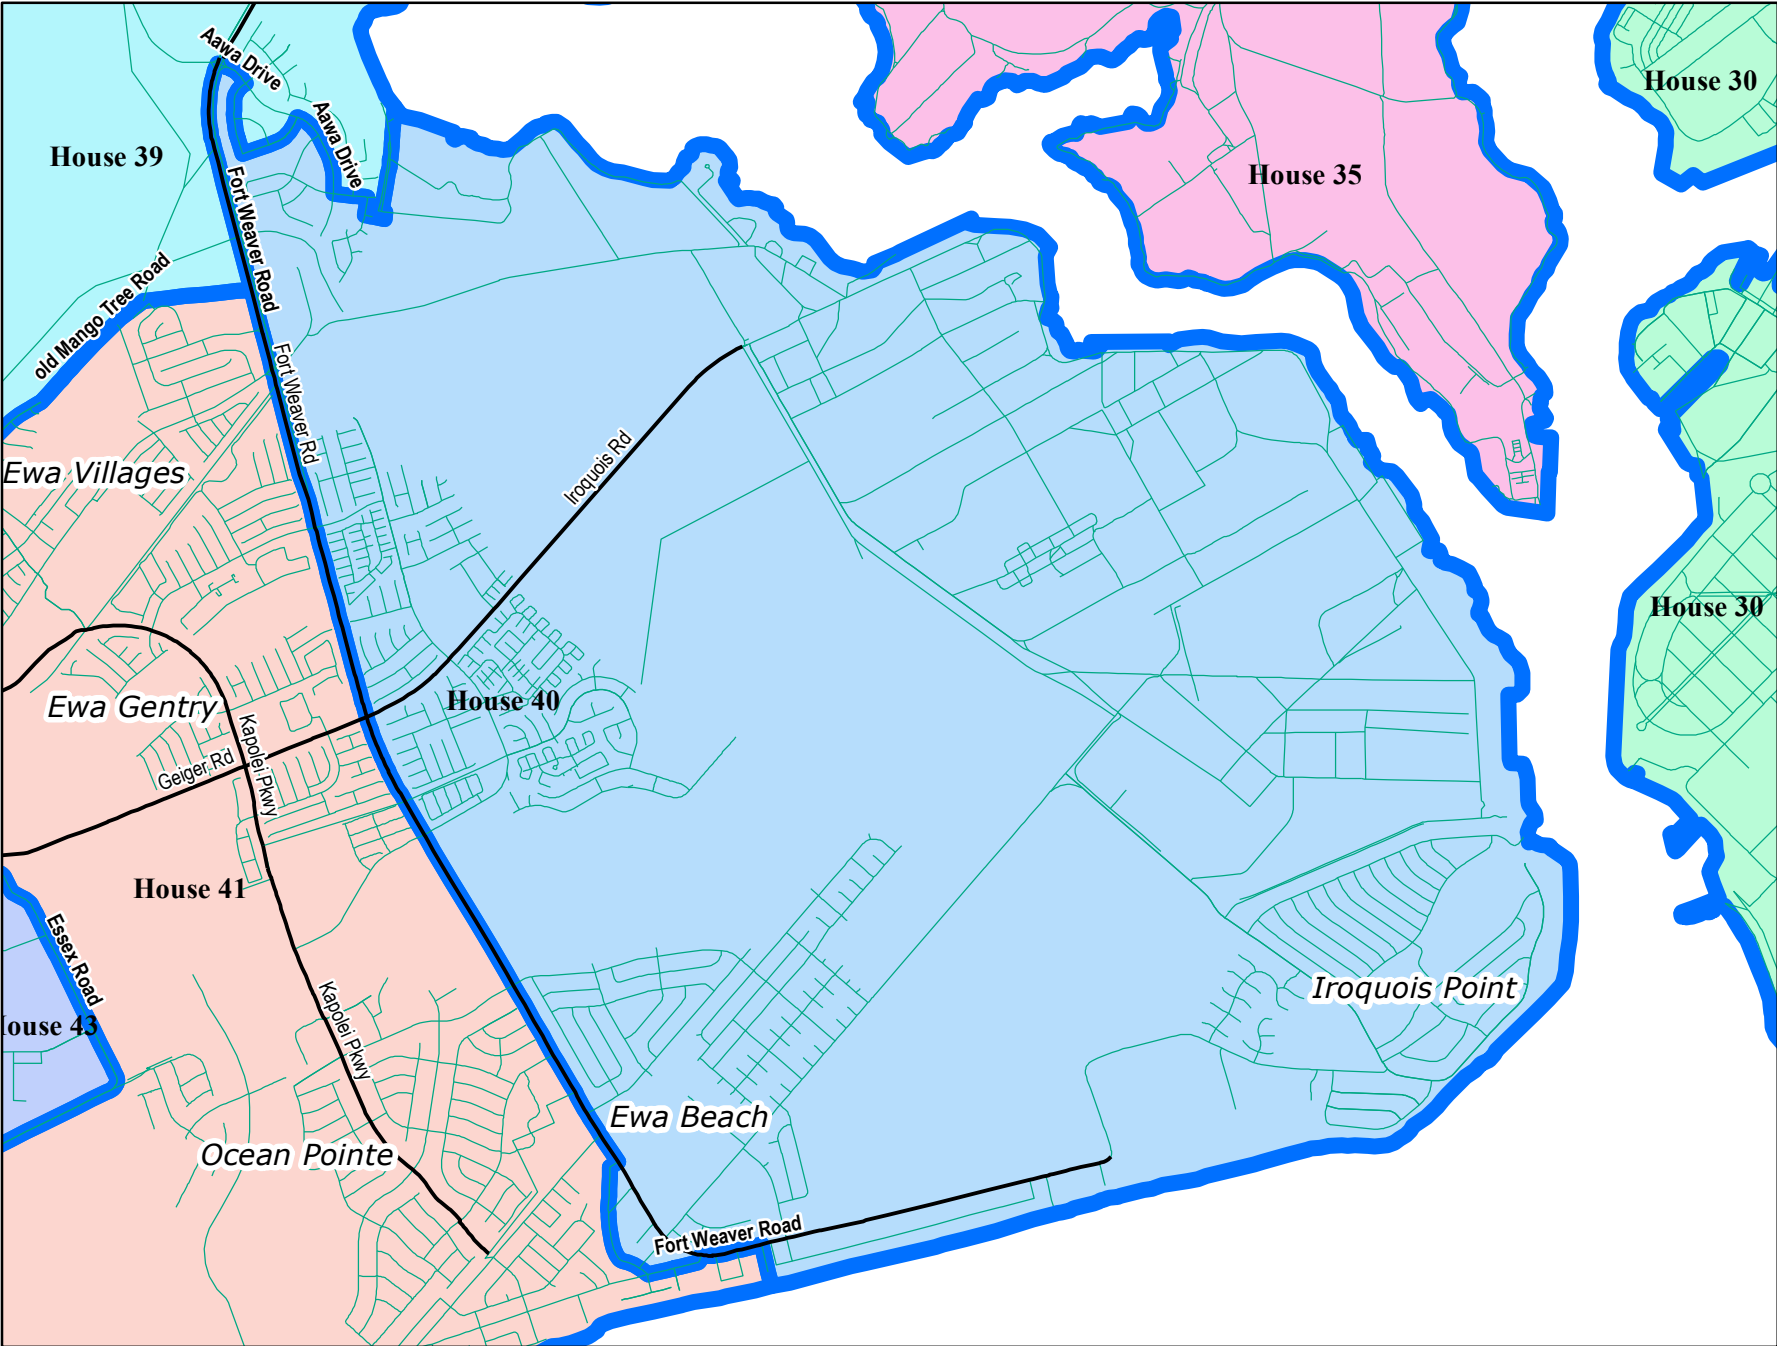 Aawa Drive
House 30
Aawa Drive
House 39
House 35
Fort Weaver Road
old Mango Tree Road
Fort Weaver Rd
Iroquois Rd
Ewa Villages
House 30
House 40
Ewa Gentry
Kapolei Pkwy
Geiger Rd
House 41
Essex Road
Iroquois Point
Kapolei Pkwy
ouse 43
Ewa Beach
Ocean Pointe
Fort Weaver Road